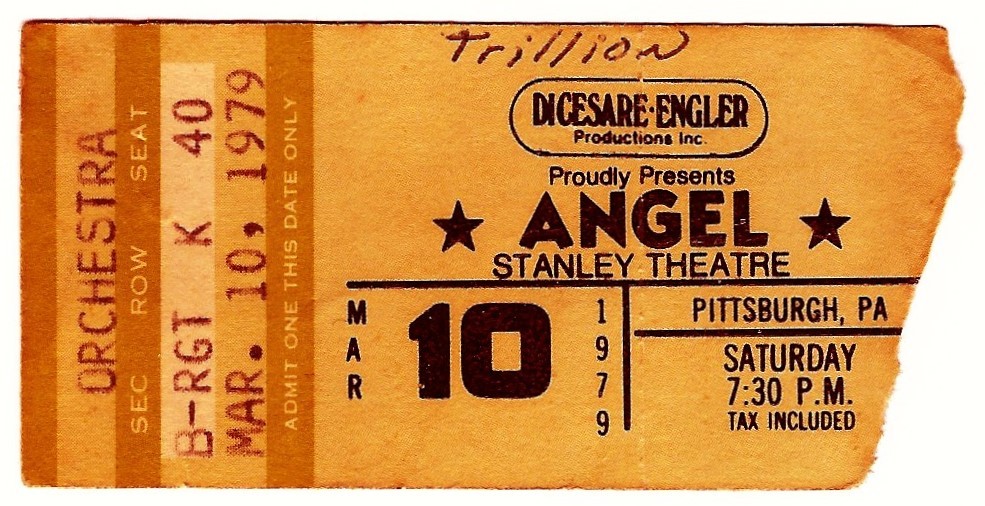 ORCHESTRA
SEC ROW SEAT
B-RGT K 40
MAR. 10, 1979
ADMIT ONE THIS DATE ONLY
Trillion
DICESARE·ENGLER
Productions Inc.
Proudly Presents
★ ANGEL ★
STANLEY THEATRE
MAR 10 1979
PITTSBURGH, PA
SATURDAY
7:30 P.M.
TAX INCLUDED